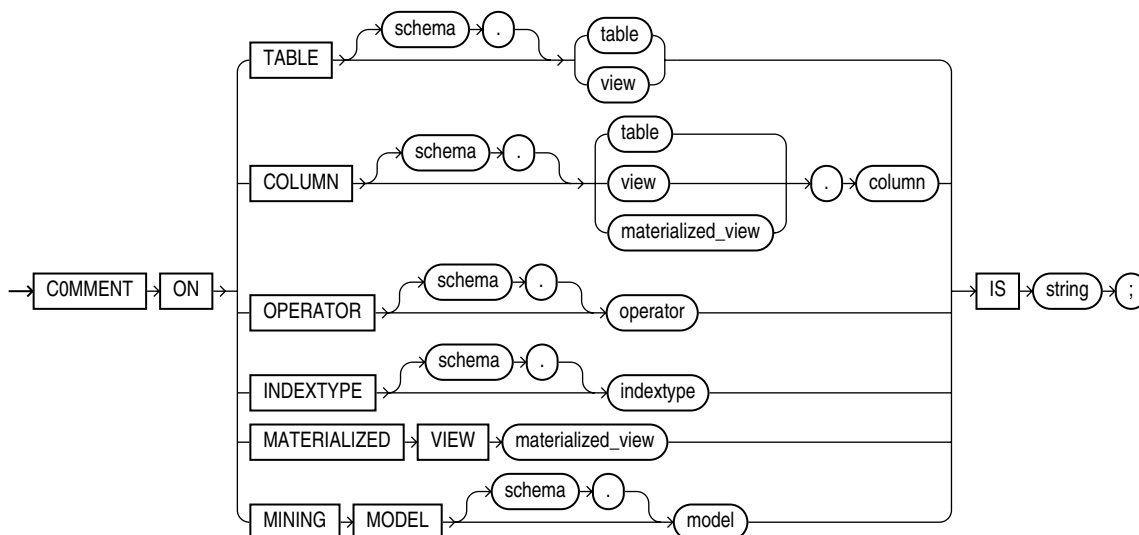 schema .
TABLE table
view
schema . table
COLUMN view . column
materialized_view
C0MMENT ON schema . IS string ;
OPERATOR operator
schema .
INDEXTYPE indextype
MATERIALIZED VIEW materialized_view
schema .
MINING MODEL model